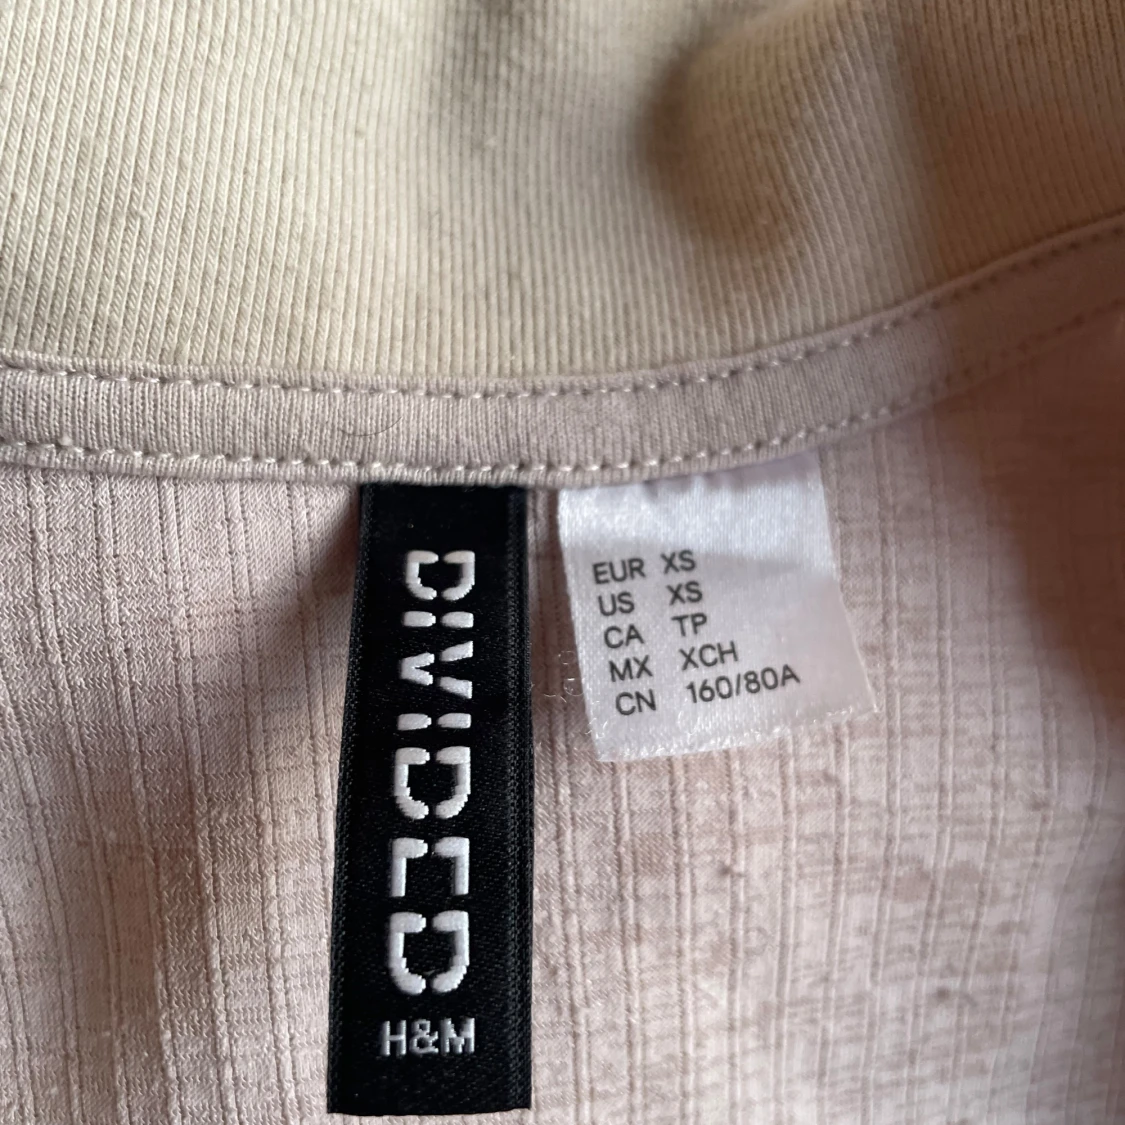 DIVIDED
H&M
EUR XS
US XS
CA TP
MX XCH
CN 160/80A